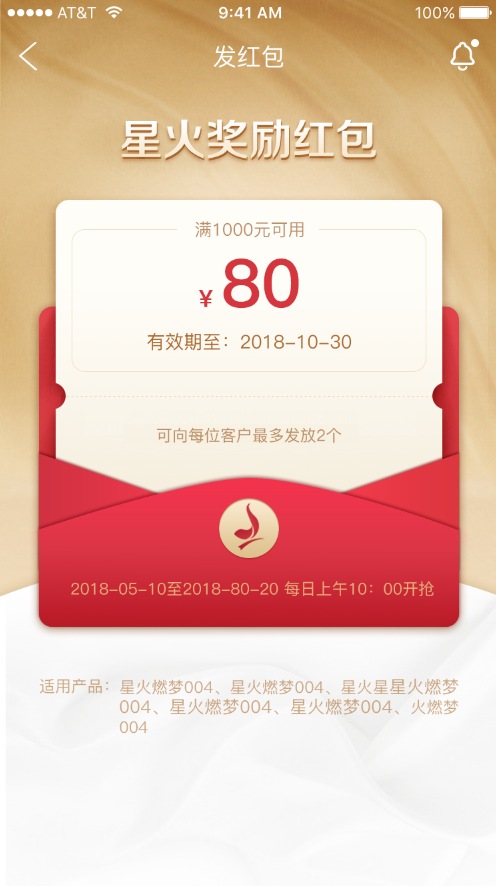 AT&T 9:41 AM 100%
发红包
星火奖励红包
满1000元可用
¥ 80
有效期至：2018-10-30
可向每位客户最多发放2个
2018-05-10至2018-80-20 每日上午10：00开抢
适用产品：星火燃梦004、星火燃梦004、星火星星火燃梦
004、星火燃梦004、星火燃梦004、火燃梦
004